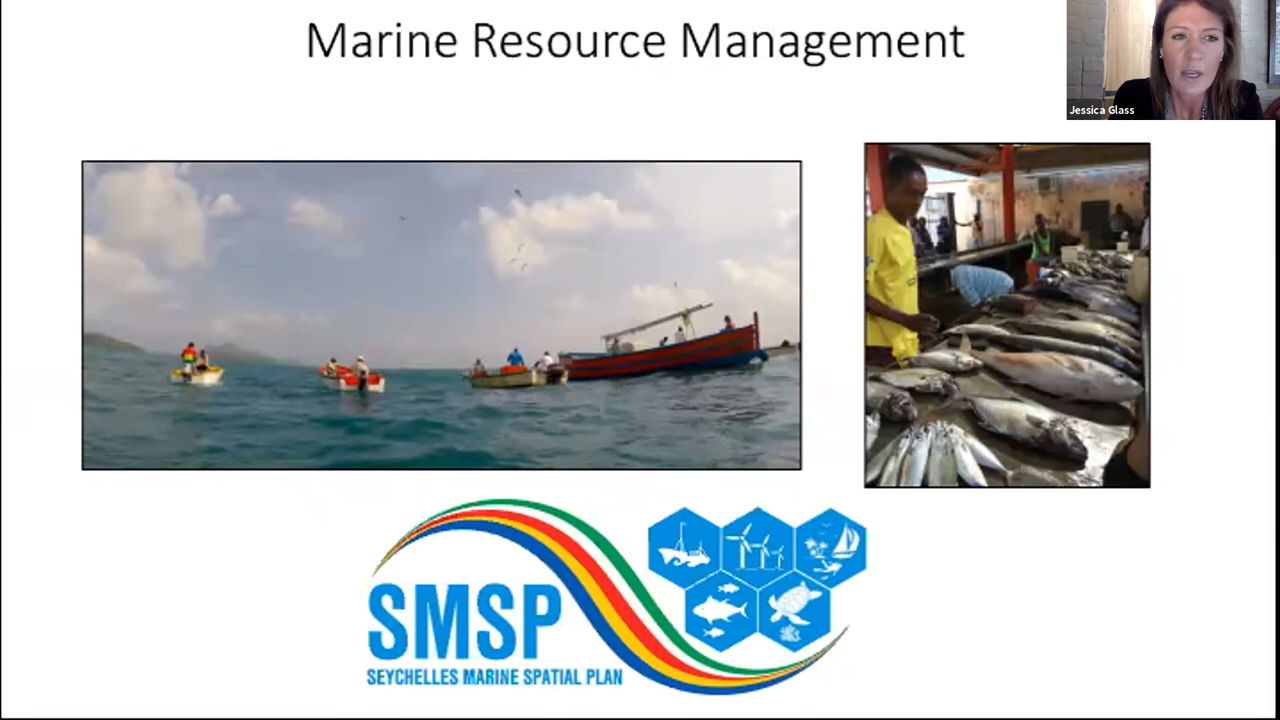 Marine Resource Management
Jessica Glass
SMSP
SEYCHELLES MARINE SPATIAL PLAN